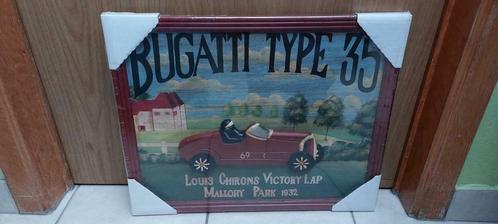 BUGATTI TYPE 35
69
LOUIS CHIRONS VICTORY LAP
MALLORY PARK 1932